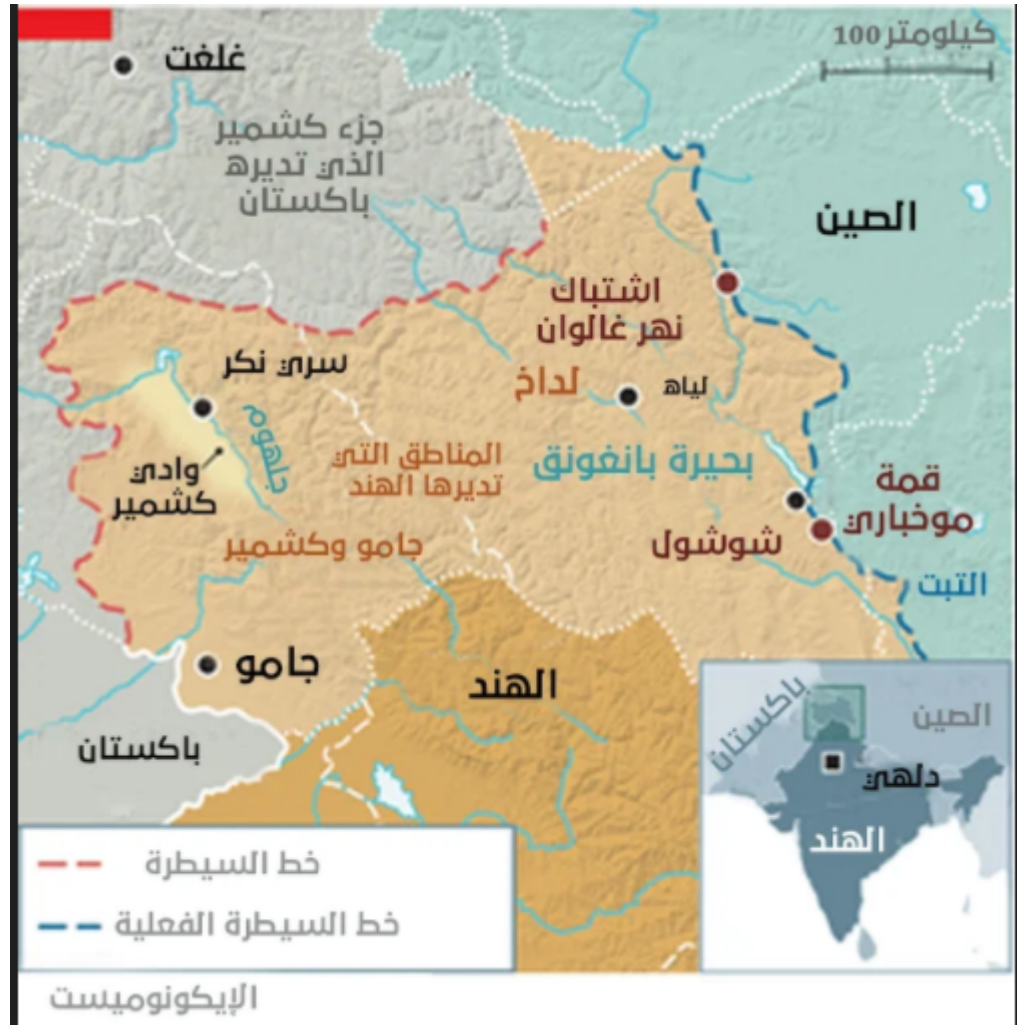 غلغت
100 كيلومتر
جزء كشمير
الذي تديره
باكستان
الصين
اشتباك
نهر غالوان
سري نكر
لداخ
لياه
جلهوم
وادي
كشمير
المناطق التي
تديرها الهند
بحيرة بانغونق
قمة
موخباري
جامو وكشمير
شوشول
التبت
جامو
الهند
باكستان
باكستان
الصين
دلهي
الهند
خط السيطرة
خط السيطرة الفعلية
الإيكونوميست